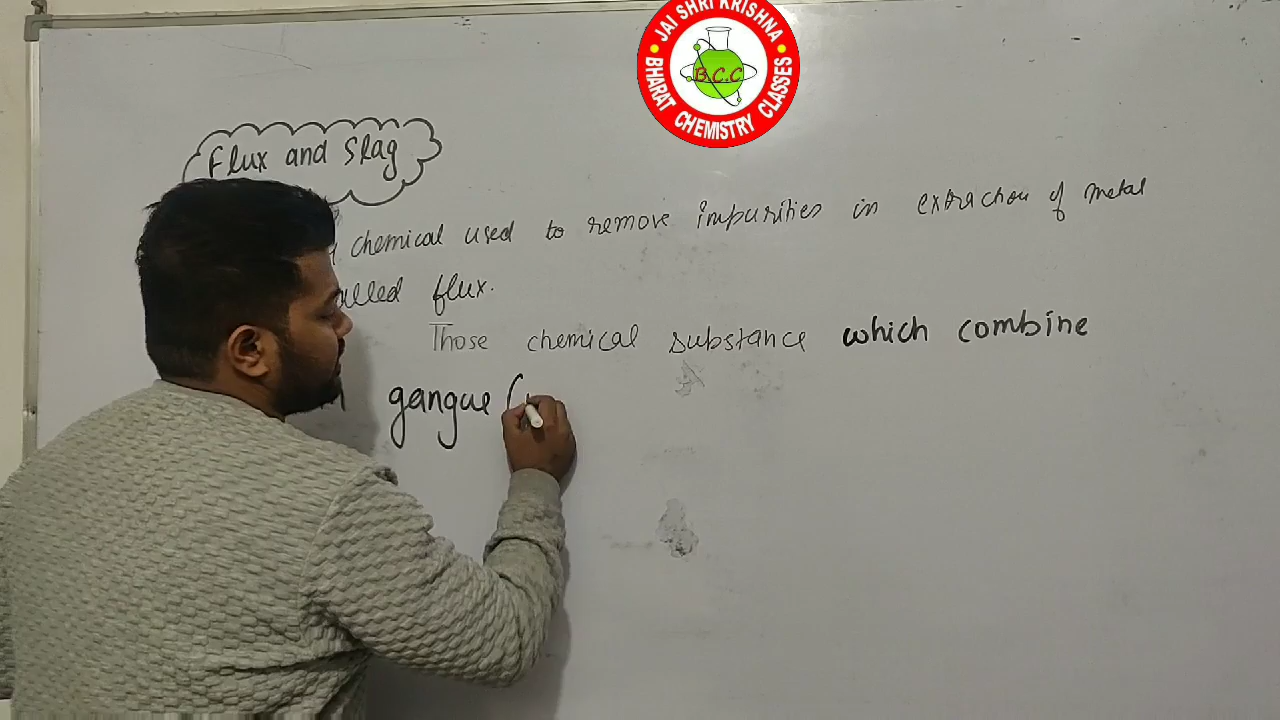 JAI SHRI KRISHNA
B.C.C
BHARAT CHEMISTRY CLASSES
Flux and Slag
chemical used to remove impurities in extraction of metal
called flux.
Those chemical substance which combine
gangue (